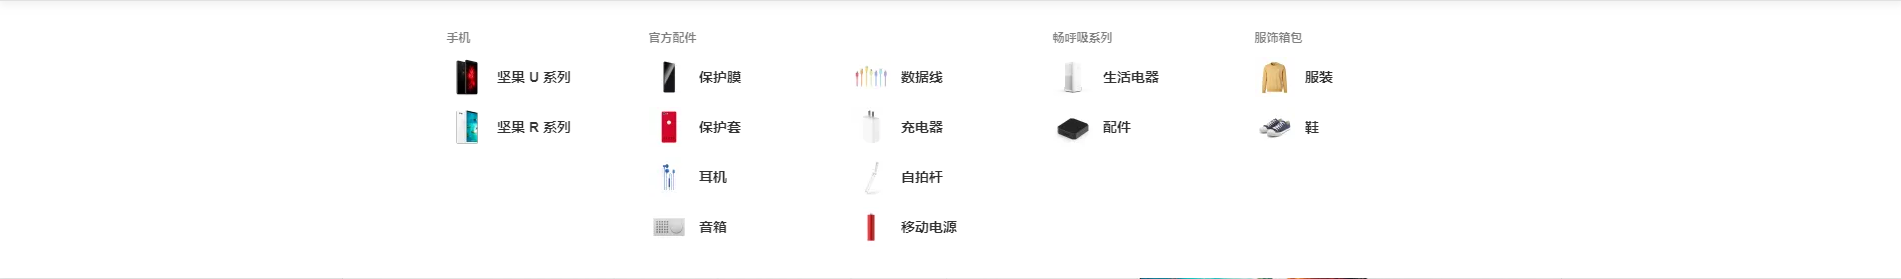 手机
坚果 U 系列
坚果 R 系列
官方配件
保护膜
保护套
耳机
音箱
数据线
充电器
自拍杆
移动电源
畅呼吸系列
生活电器
配件
服饰箱包
服装
鞋